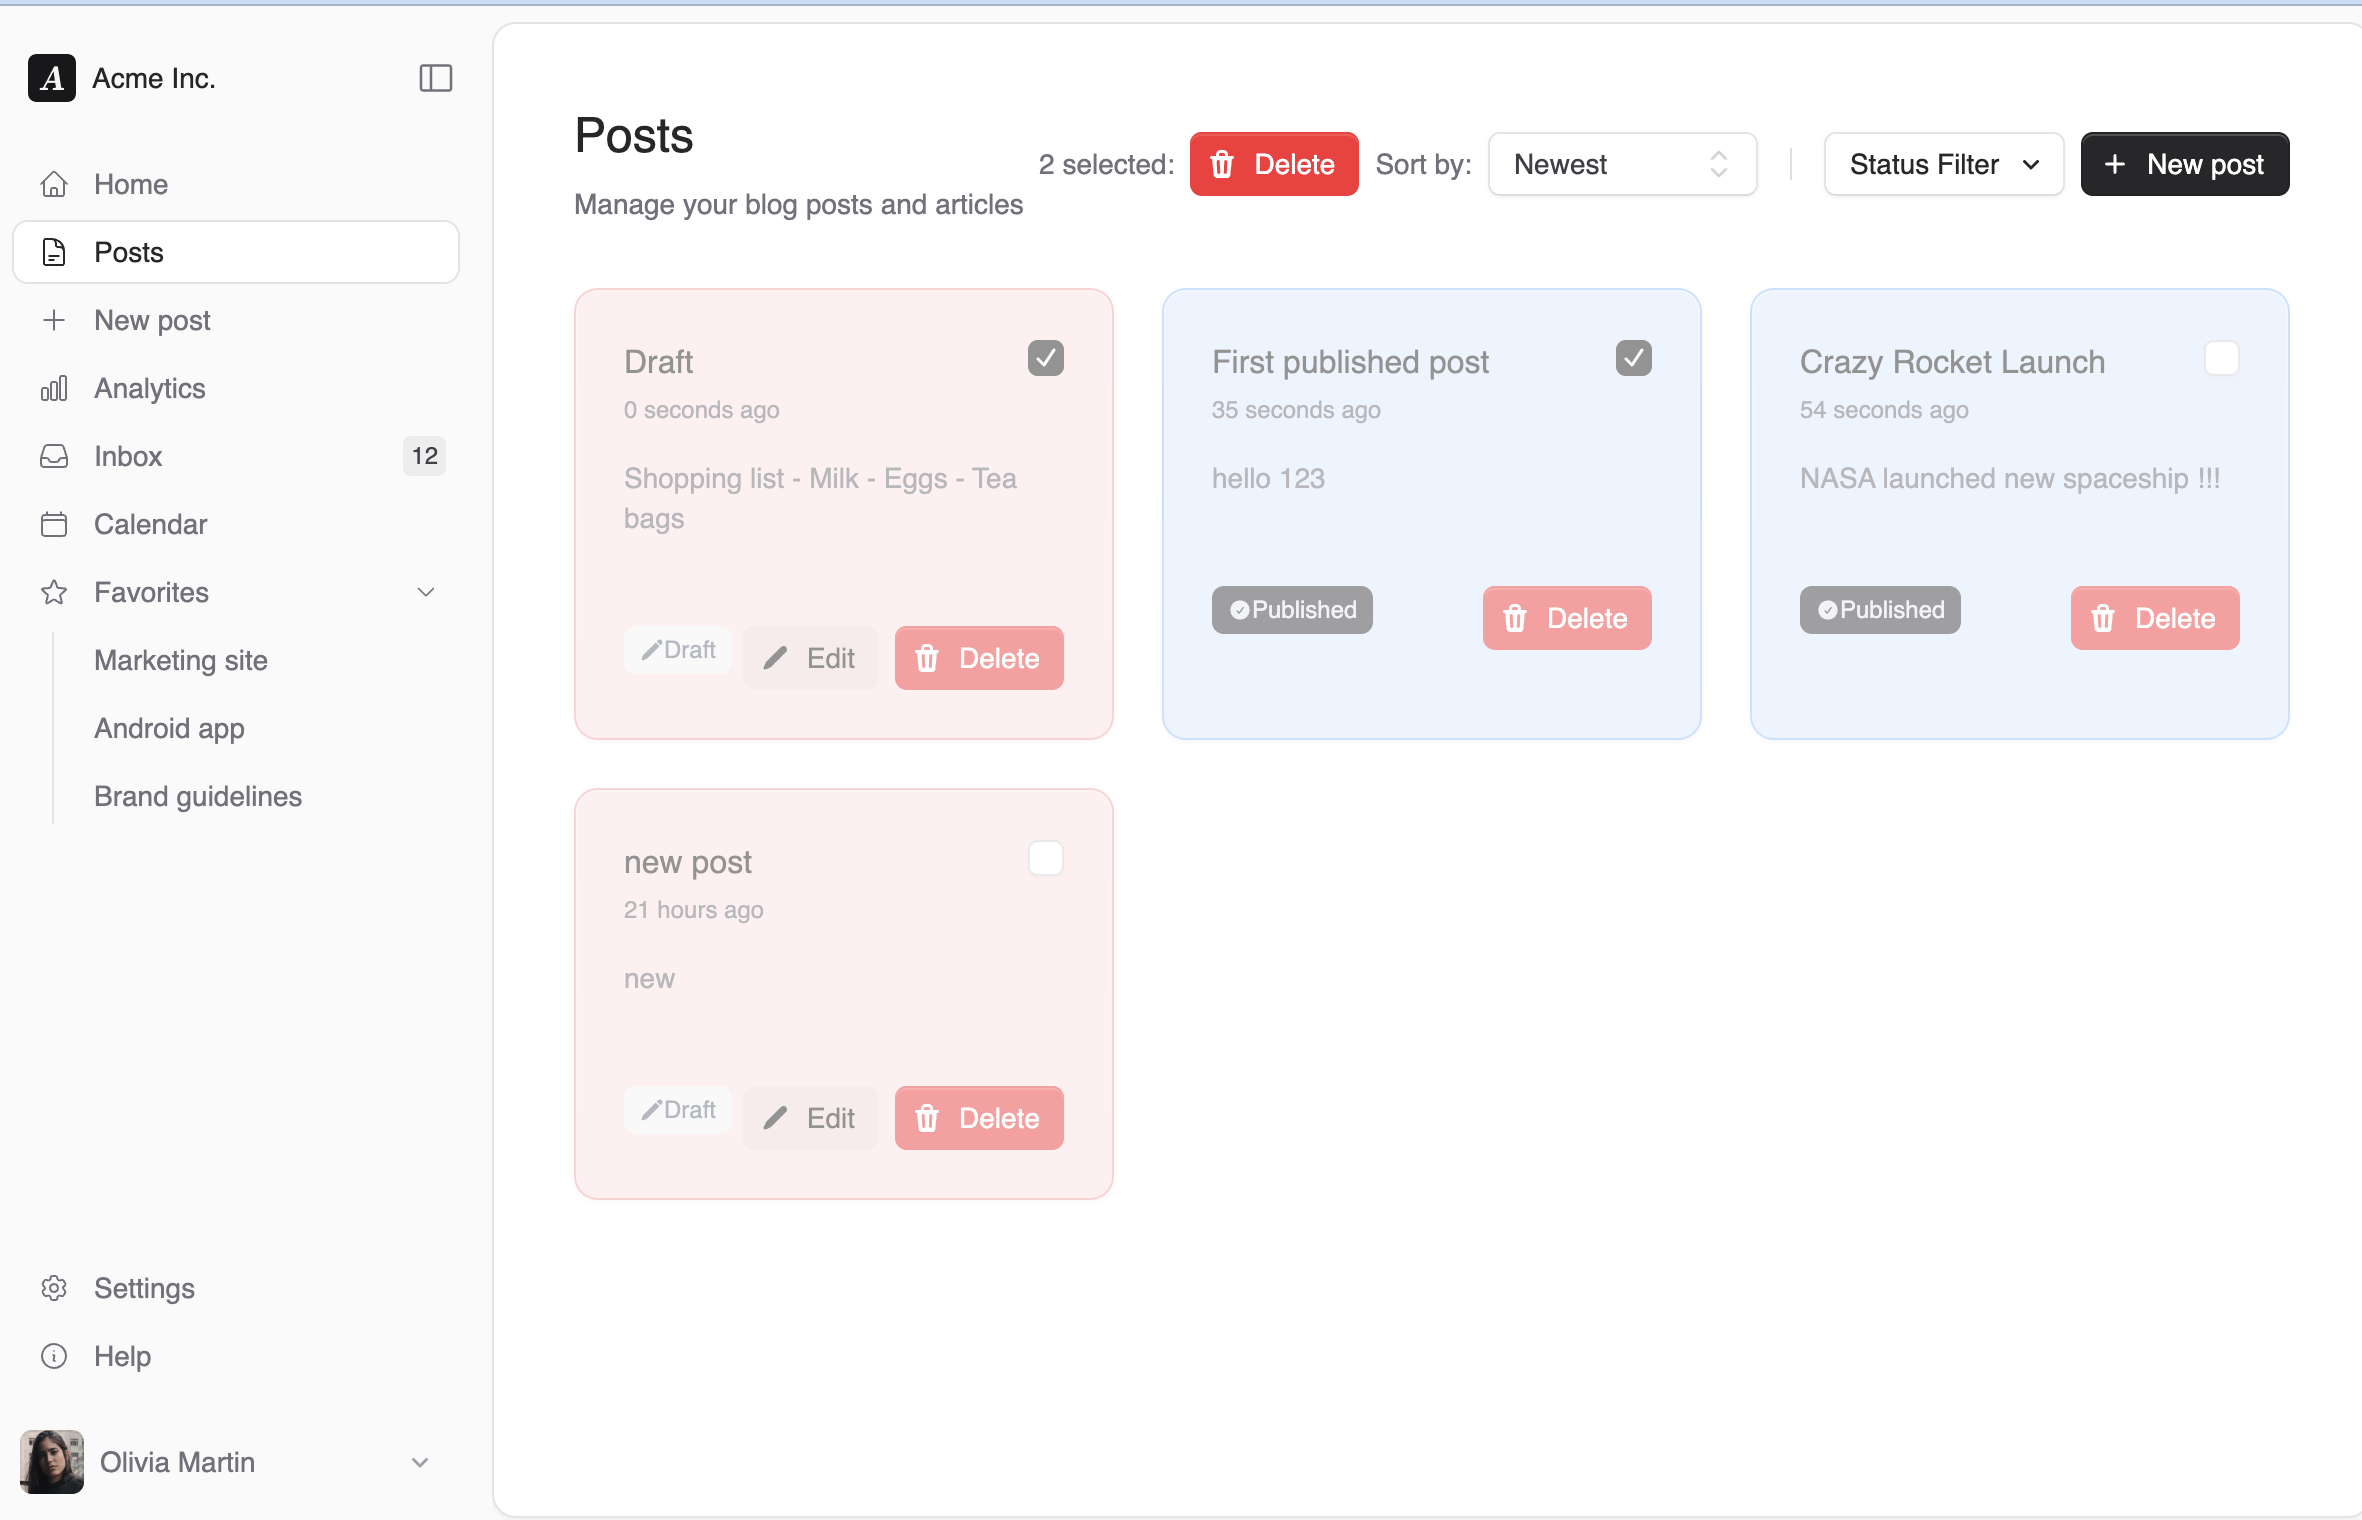 A Acme Inc.
Home
Posts
New post
Analytics
Inbox 12
Calendar
Favorites
Marketing site
Android app
Brand guidelines
Settings
Help
Olivia Martin
Posts
Manage your blog posts and articles
2 selected: Delete Sort by: Newest Status Filter New post
Draft
0 seconds ago
Shopping list - Milk - Eggs - Tea
bags
Draft Edit Delete
First published post
35 seconds ago
hello 123
Published Delete
Crazy Rocket Launch
54 seconds ago
NASA launched new spaceship !!!
Published Delete
new post
21 hours ago
new
Draft Edit Delete